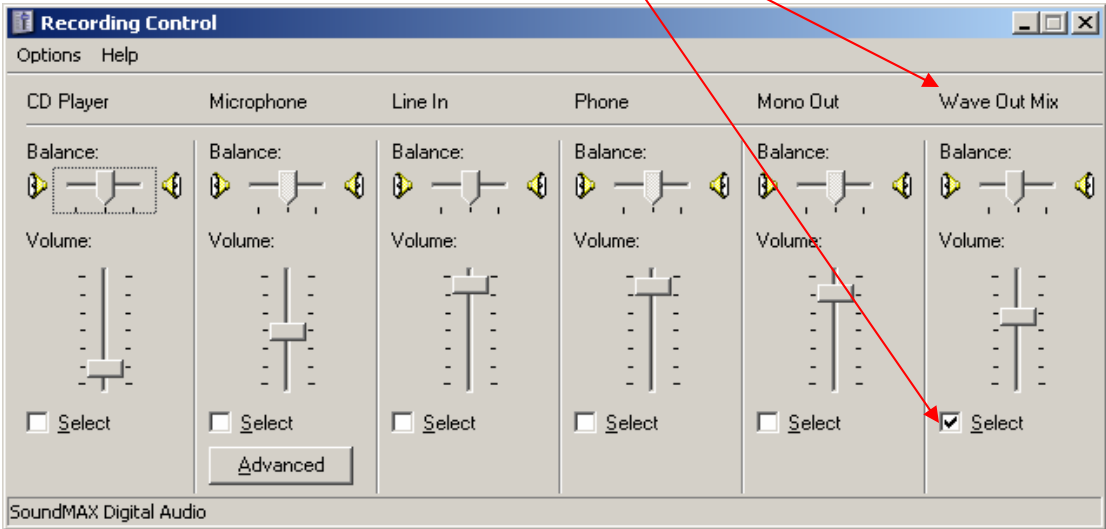 Recording Control
Options Help
CD Player Microphone Line In Phone Mono Out Wave Out Mix
Balance: Balance: Balance: Balance: Balance: Balance:
Volume: Volume: Volume: Volume: Volume: Volume:
Select Select Select Select Select Select
Advanced
SoundMAX Digital Audio